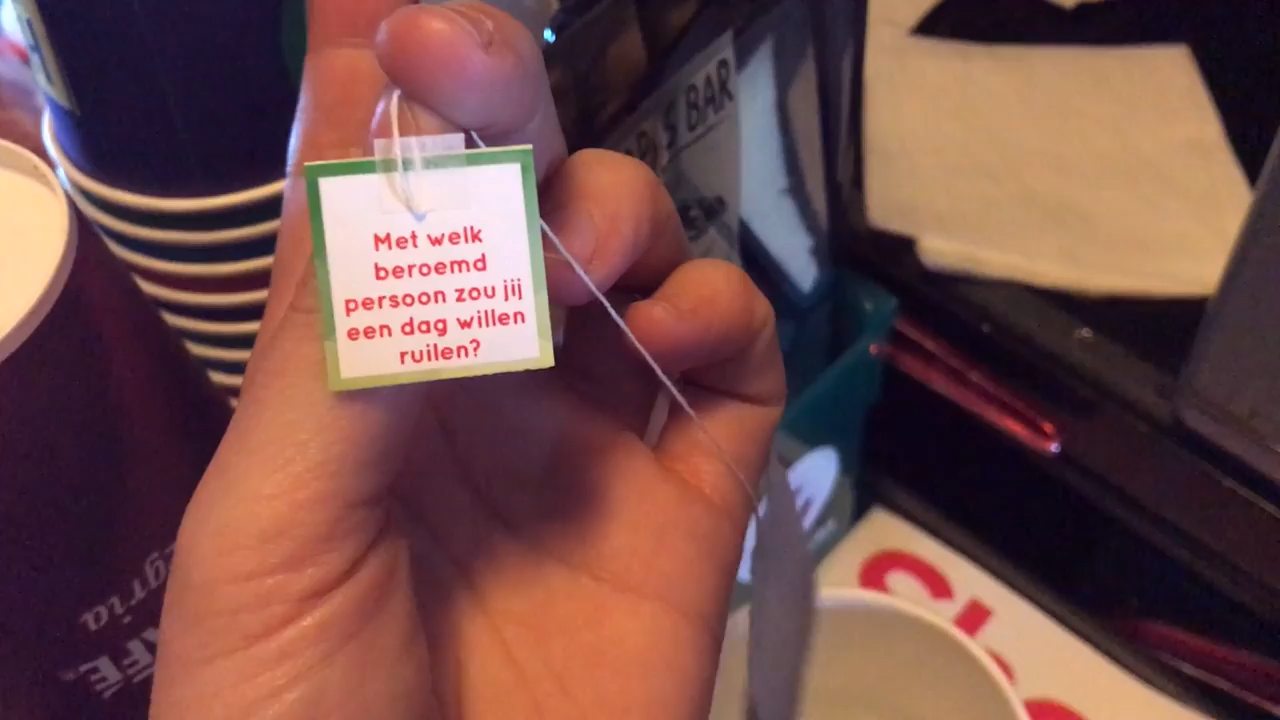 Met welk
beroemd
persoon zou jij
een dag willen
ruilen?
BAR